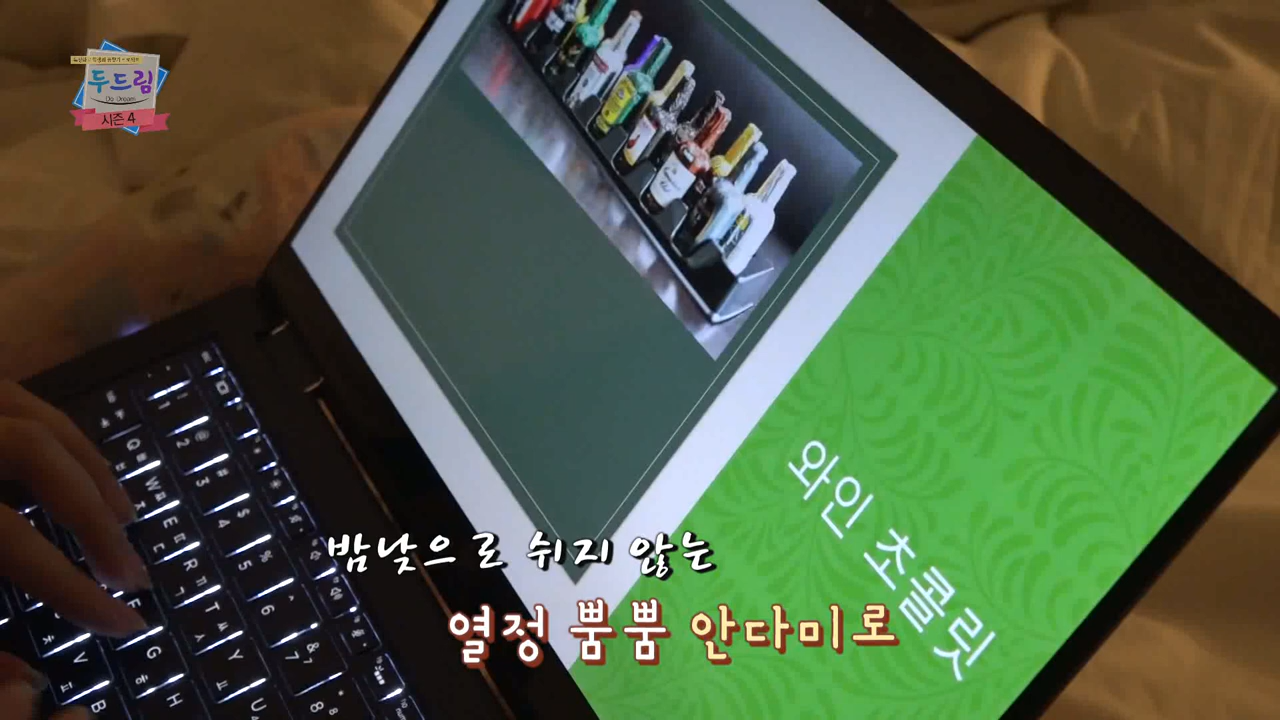 두드림
Do Dream
시즌 4
와인 초콜릿
밤낮으로 쉬지 않는
열정 뿜뿜 안다미로